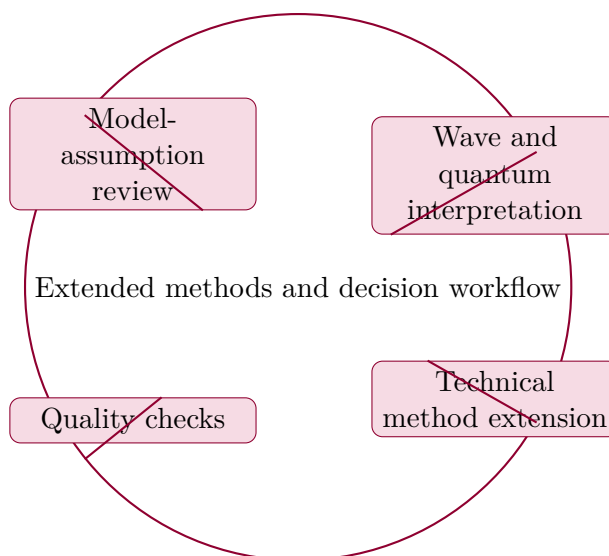 Model-
assumption
review
Wave and
quantum
interpretation
Extended methods and decision workflow
Quality checks
Technical
method extension